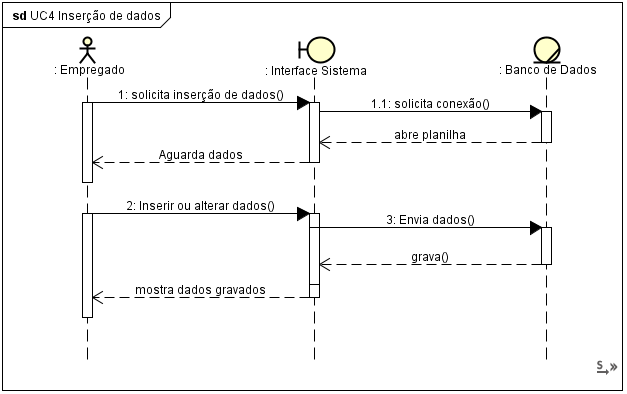 sd UC4 Inserção de dados
: Empregado
: Interface Sistema
: Banco de Dados
1: solicita inserção de dados()
1.1: solicita conexão()
abre planilha
Aguarda dados
2: Inserir ou alterar dados()
3: Envia dados()
grava()
mostra dados gravados
S